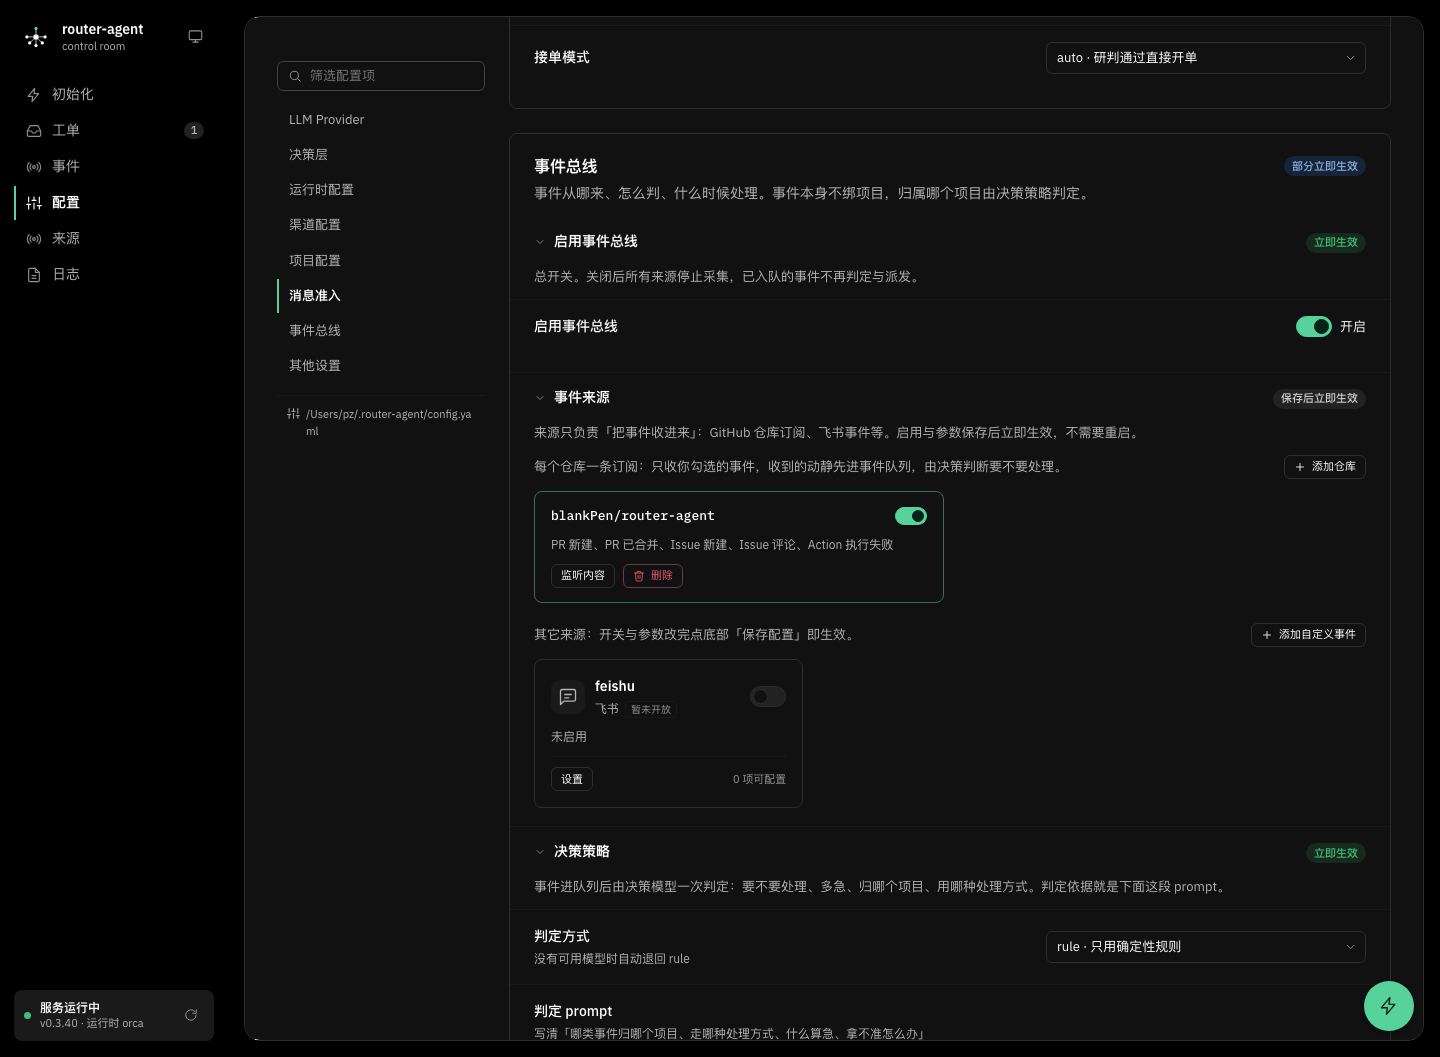 router-agent
control room
初始化
工单
1
事件
配置
来源
日志
服务运行中
v0.3.40 · 运行时 orca
筛选配置项
LLM Provider
决策层
运行时配置
渠道配置
项目配置
消息准入
事件总线
其他设置
/Users/pz/.router-agent/config.ya
ml
接单模式
auto · 研判通过直接开单
事件总线
部分立即生效
事件从哪来、怎么判、什么时候处理。事件本身不绑项目，归属哪个项目由决策策略判定。
启用事件总线
立即生效
总开关。关闭后所有来源停止采集，已入队的事件不再判定与派发。
启用事件总线
开启
事件来源
保存后立即生效
来源只负责「把事件收进来」：GitHub 仓库订阅、飞书事件等。启用与参数保存后立即生效，不需要重启。
每个仓库一条订阅：只收你勾选的事件，收到的动静先进事件队列，由决策判断要不要处理。
添加仓库
blankPen/router-agent
PR 新建、PR 已合并、Issue 新建、Issue 评论、Action 执行失败
监听内容
删除
其它来源：开关与参数改完点底部「保存配置」即生效。
添加自定义事件
feishu
飞书
暂未开放
未启用
设置
0 项可配置
决策策略
立即生效
事件进队列后由决策模型一次判定：要不要处理、多急、归哪个项目、用哪种处理方式。判定依据就是下面这段 prompt。
判定方式
没有可用模型时自动退回 rule
rule · 只用确定性规则
判定 prompt
写清「哪类事件归哪个项目、走哪种处理方式、什么算急、拿不准怎么办」